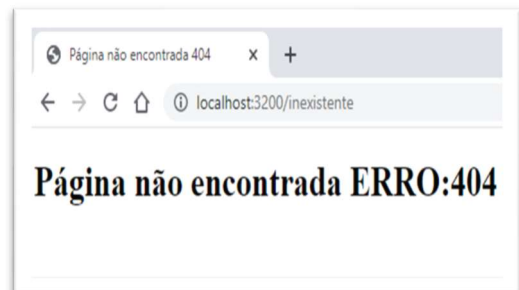 Página não encontrada 404
localhost:3200/inexistente
Página não encontrada ERRO:404